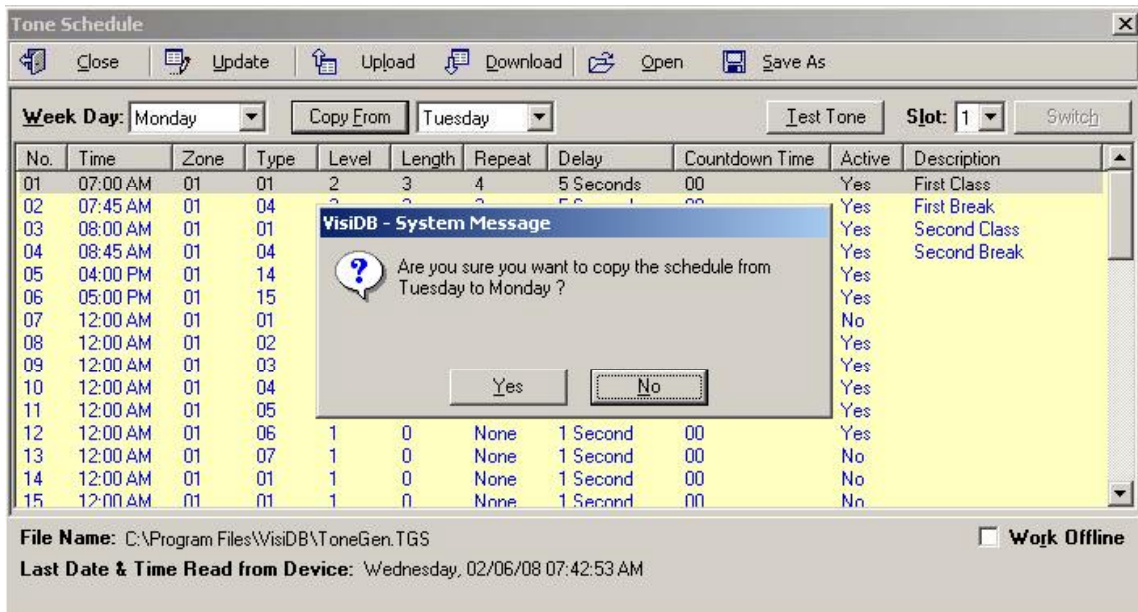 Tone Schedule
Close Update Upload Download Open Save As
Week Day: Monday Copy From Tuesday Test Tone Slot: 1 Switch
No. Time Zone Type Level Length Repeat Delay Countdown Time Active Description
01 07:00 AM 01 01 2 3 4 5 Seconds 00 Yes First Class
02 07:45 AM 01 04 Yes First Break
03 08:00 AM 01 01 Yes Second Class
04 08:45 AM 01 04 Yes Second Break
05 04:00 PM 01 14 Yes
06 05:00 PM 01 15 Yes
07 12:00 AM 01 01 No
08 12:00 AM 01 02 Yes
09 12:00 AM 01 03 Yes
10 12:00 AM 01 04 Yes
11 12:00 AM 01 05 Yes
12 12:00 AM 01 06 1 0 None 1 Second 00 Yes
13 12:00 AM 01 07 1 0 None 1 Second 00 No
14 12:00 AM 01 01 1 0 None 1 Second 00 No
15 12:00 AM 01 01 1 0 None 1 Second 00 No
VisiDB - System Message
Are you sure you want to copy the schedule from
Tuesday to Monday ?
Yes No
File Name: C:\Program Files\VisiDB\ToneGen.TGS Work Offline
Last Date & Time Read from Device: Wednesday, 02/06/08 07:42:53 AM